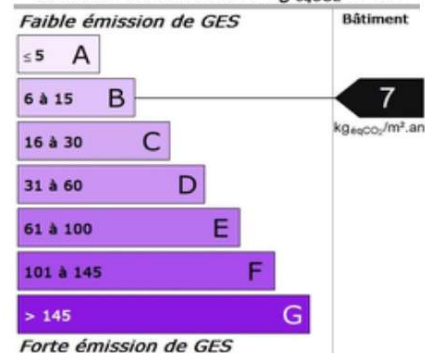 Faible émission de GES
Bâtiment
≤ 5 A
6 à 15 B
7
kgéqCO₂/m².an
16 à 30 C
31 à 60 D
61 à 100 E
101 à 145 F
> 145 G
Forte émission de GES